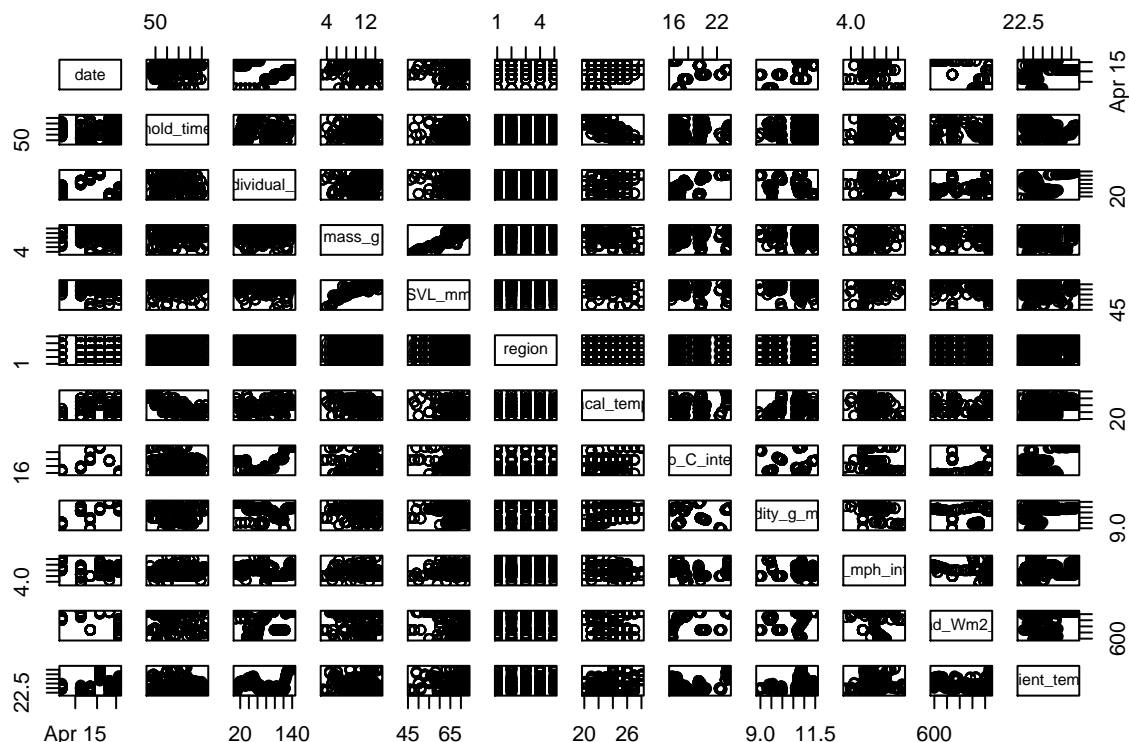 50 4 12 1 4 16 22 4.0 22.5
date
Apr 15
hold_time
50
dividual_
20
mass_g
4
SVL_mm
45
region
1
acal_temp
20
o_C_inte
16
dity_g_m
9.0
_mph_int
4.0
d_Wm2_
600
ient_tem
22.5
Apr 15 20 140 45 65 20 26 9.0 11.5 600